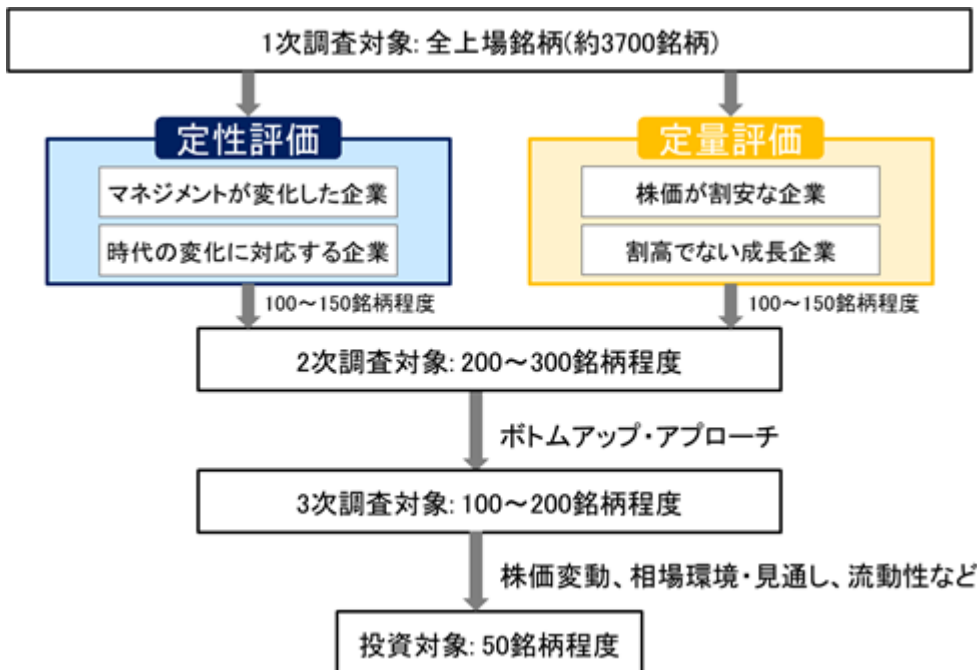 1次調査対象: 全上場銘柄(約3700銘柄)
定性評価
マネジメントが変化した企業
時代の変化に対応する企業
定量評価
株価が割安な企業
割高でない成長企業
100～150銘柄程度
100～150銘柄程度
2次調査対象: 200～300銘柄程度
ボトムアップ・アプローチ
3次調査対象: 100～200銘柄程度
株価変動、相場環境・見通し、流動性など
投資対象: 50銘柄程度